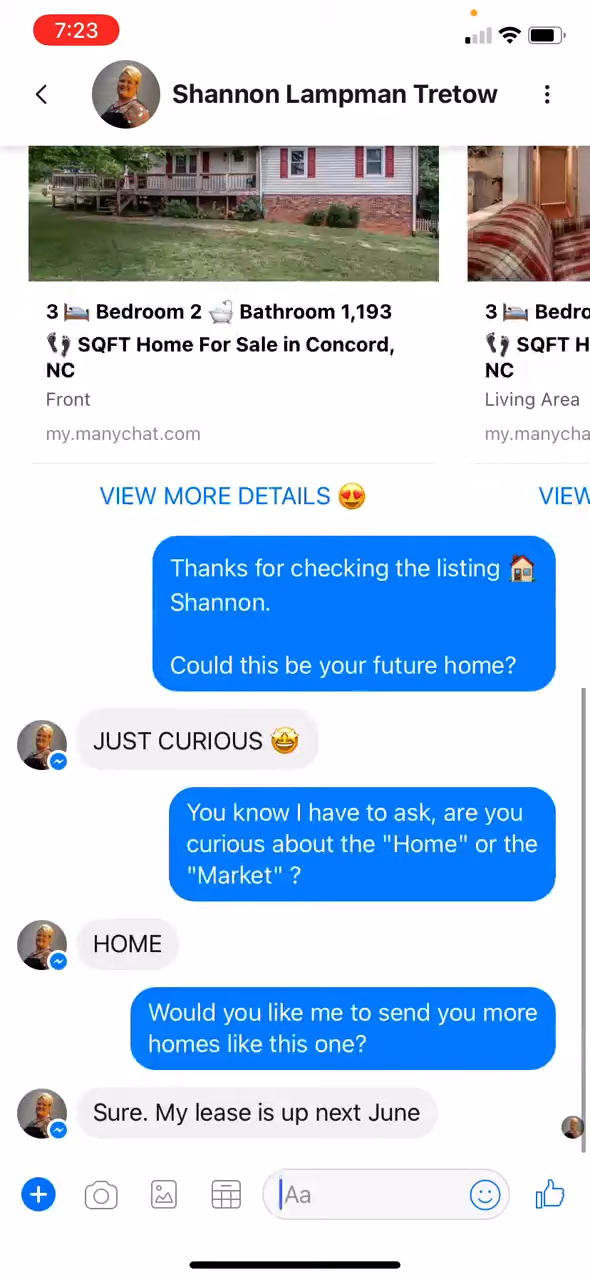 7:23
Shannon Lampman Tretow
3 🛏️ Bedroom 2 🛁 Bathroom 1,193
👣 SQFT Home For Sale in Concord,
NC
Front
my.manychat.com
VIEW MORE DETAILS 😍
3 🛏️ Bedro
👣 SQFT H
NC
Living Area
my.manycha
VIEW
Thanks for checking the listing 🏠
Shannon.
Could this be your future home?
JUST CURIOUS 🤩
You know I have to ask, are you
curious about the "Home" or the
"Market" ?
HOME
Would you like me to send you more
homes like this one?
Sure. My lease is up next June
Aa